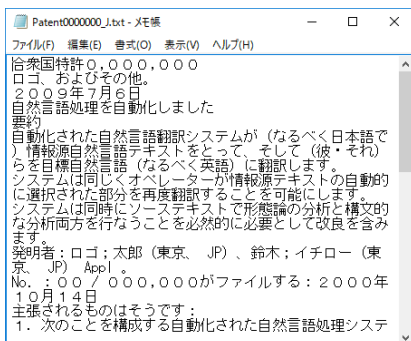 Patent0000000_J.txt - メモ帳
ファイル(F) 編集(E) 書式(O) 表示(V) ヘルプ(H)
合衆国特許０,０００,０００
ロゴ、およびその他。
２００９年７月６日
自然言語処理を自動化しました
要約
自動化された自然言語翻訳システムが（なるべく日本語で
）情報源自然言語テキストをとって、そして（彼・それ）
らを目標自然言語（なるべく英語）に翻訳します。
システムは同じくオペレーターが情報源テキストの自動的
に選択された部分を再度翻訳することを可能にします。
システムは同時にソーステキストで形態論の分析と構文的
な分析両方を行なうことを必然的に必要として改良を含み
ます。
発明者：ロゴ；太郎（東京、 JP）、鈴木；イチロー（東
京、 JP） Appl 。
No. ：00 / 000,000がファイルする：２０００年
１０月１４日
主張されるものはそうです：
1. 次のことを構成する自動化された自然言語処理システ